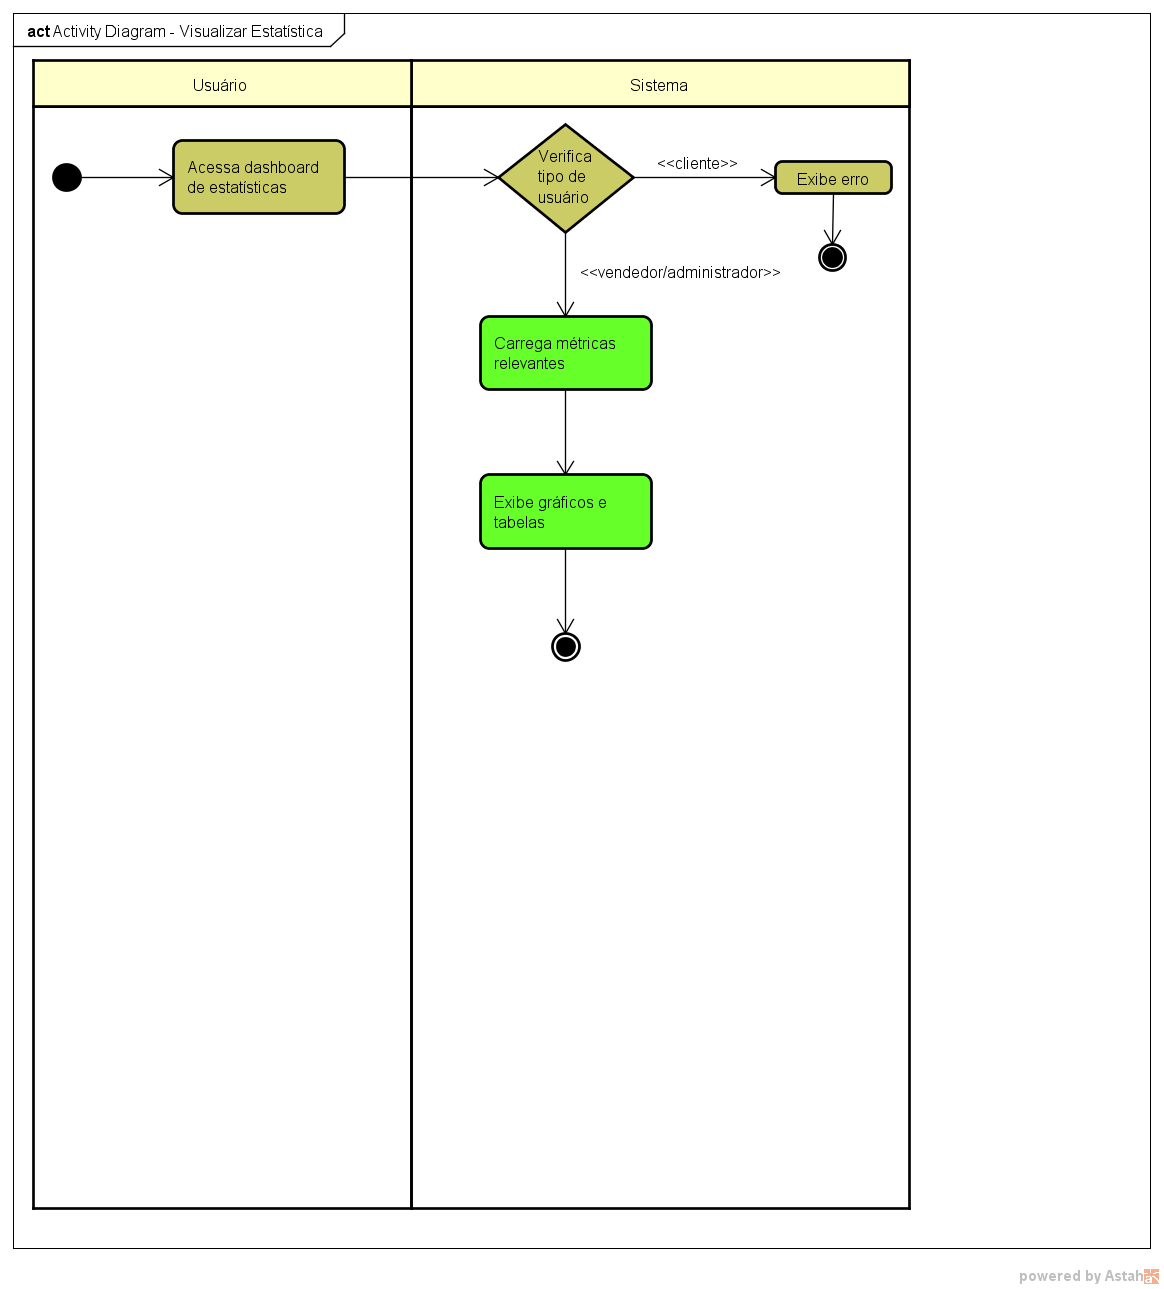 act Activity Diagram - Visualizar Estatística
Usuário
Sistema
Acessa dashboard
de estatísticas
Verifica
tipo de
usuário
<<cliente>>
Exibe erro
<<vendedor/administrador>>
Carrega métricas
relevantes
Exibe gráficos e
tabelas
powered by Astah